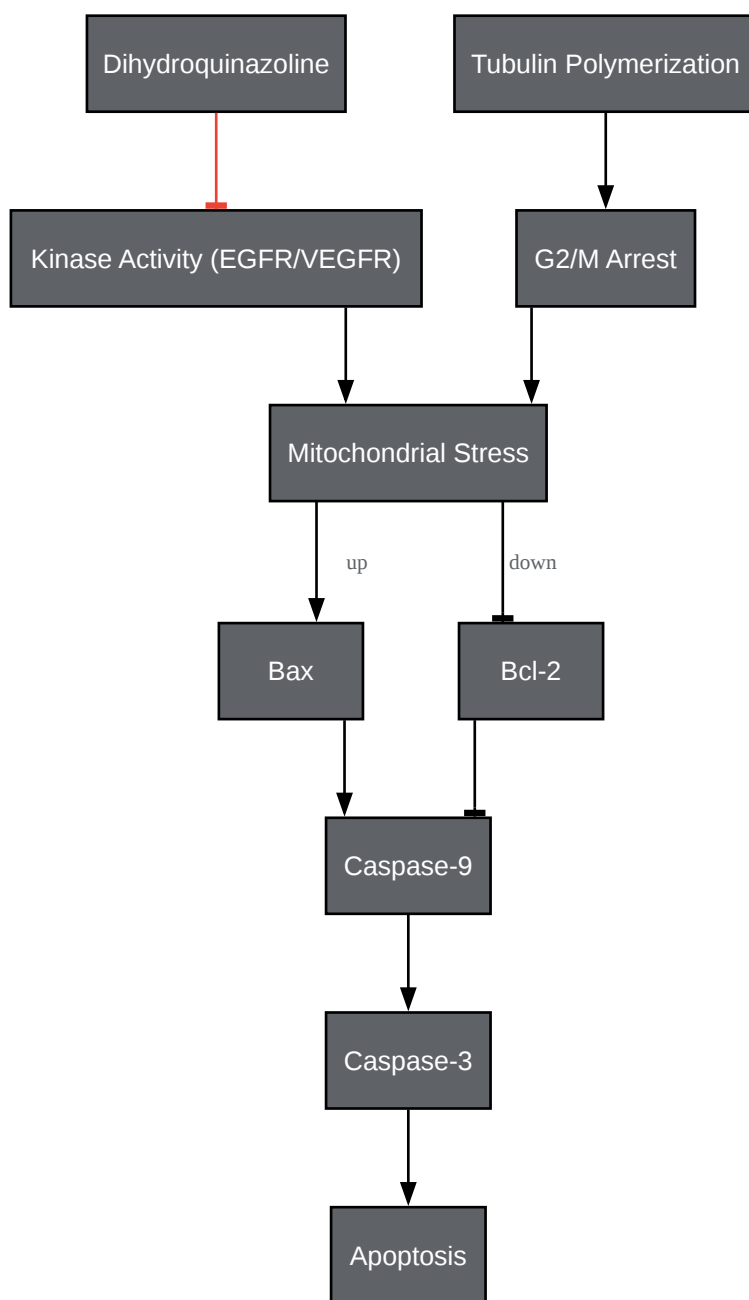 Dihydroquinazoline
Tubulin Polymerization
Kinase Activity (EGFR/VEGFR)
G2/M Arrest
Mitochondrial Stress
up
down
Bax
Bcl-2
Caspase-9
Caspase-3
Apoptosis